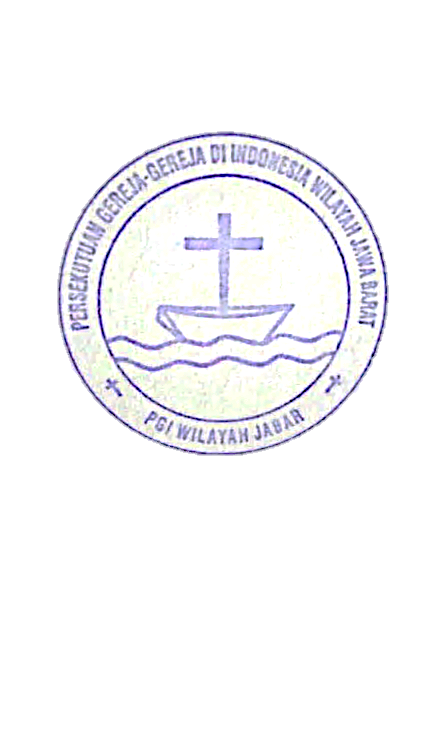 PERSEKUTUAN GEREJA-GEREJA DI INDONESIA WILAYAH JAWA BARAT
PGI WILAYAH JABAR